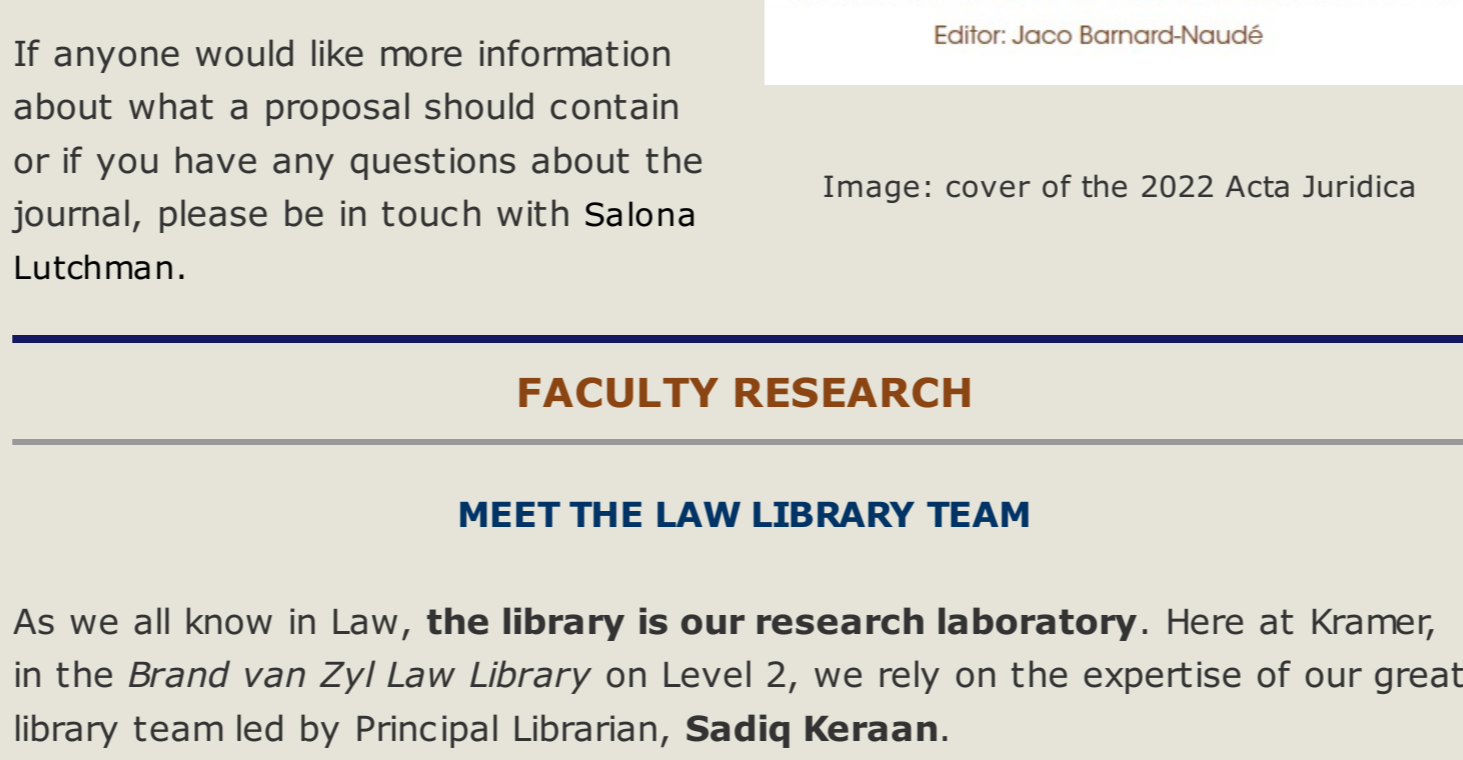 If anyone would like more information
about what a proposal should contain
or if you have any questions about the
journal, please be in touch with Salona
Lutchman.
Editor: Jaco Barnard-Naudé
Image: cover of the 2022 Acta Juridica
FACULTY RESEARCH
MEET THE LAW LIBRARY TEAM
As we all know in Law, the library is our research laboratory. Here at Kramer,
in the Brand van Zyl Law Library on Level 2, we rely on the expertise of our great
library team led by Principal Librarian, Sadiq Keraan.